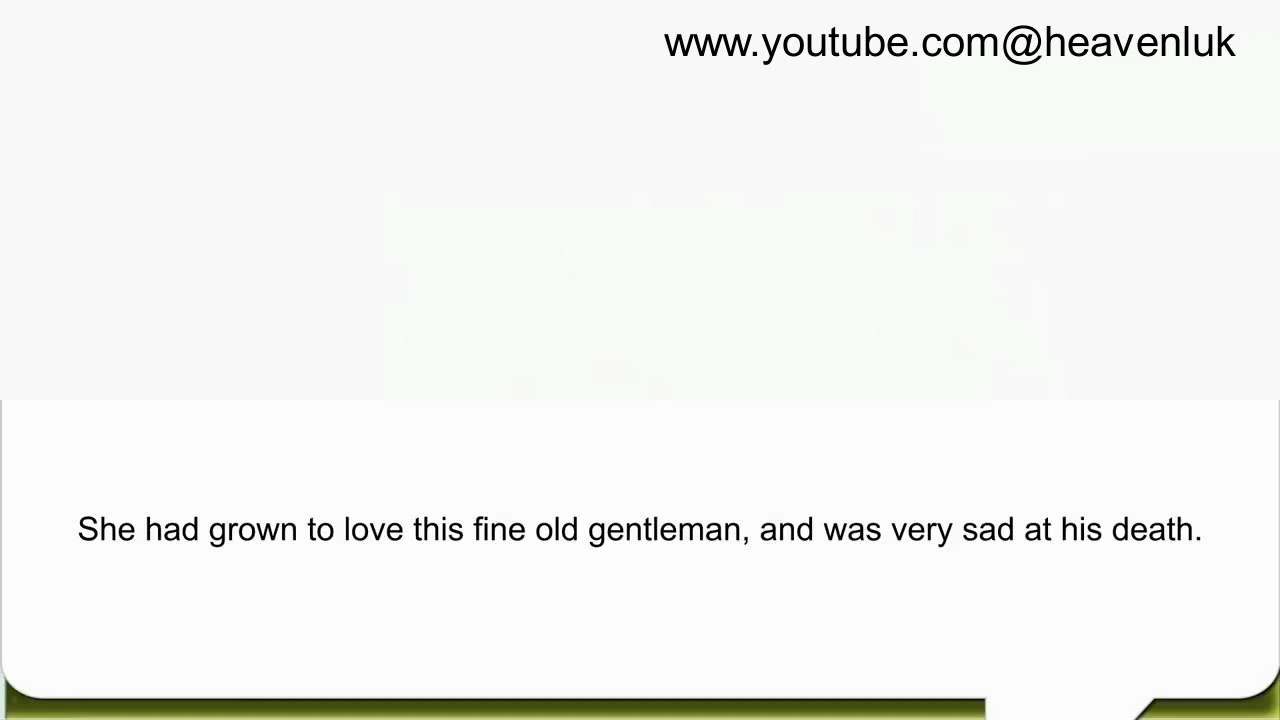 www.youtube.com@heavenluk
She had grown to love this fine old gentleman, and was very sad at his death.